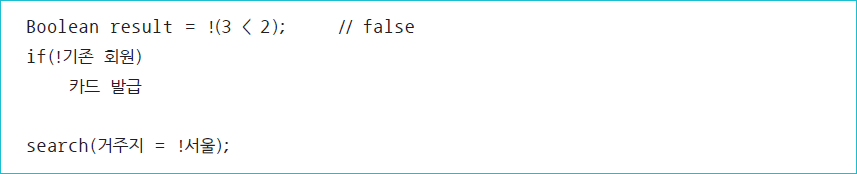 Boolean result = !(3 < 2);     // false
if(!기존 회원)
    카드 발급
search(거주지 = !서울);